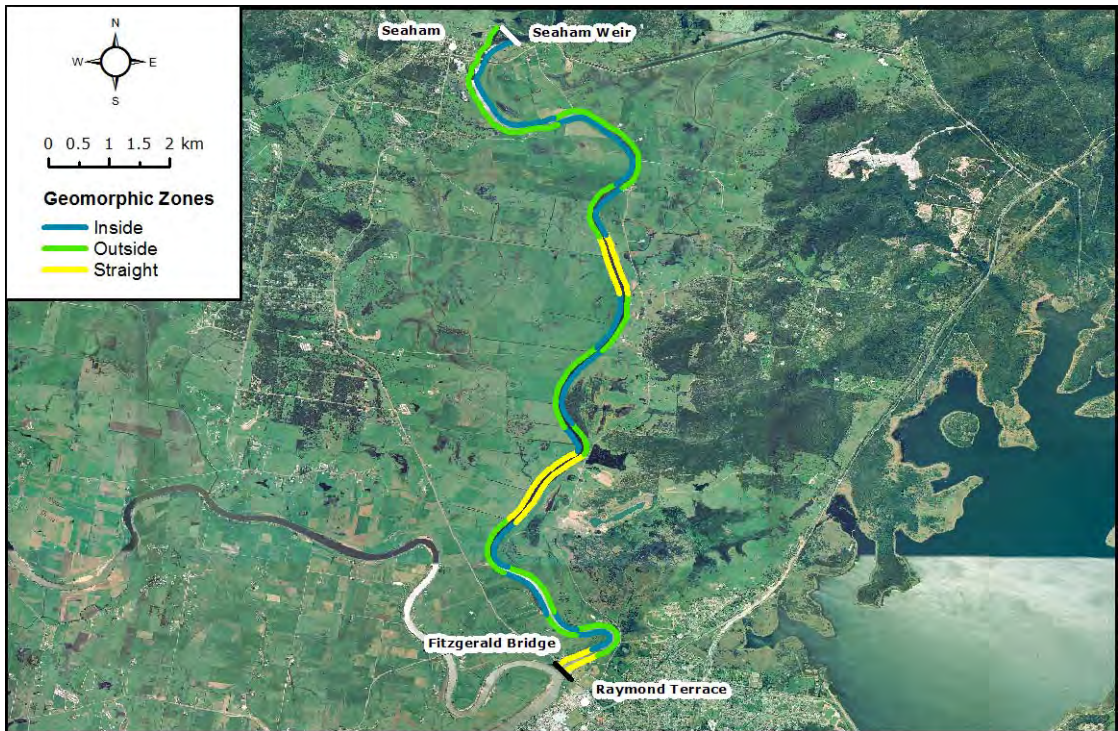 N
W E
S
0 0.5 1 1.5 2 km
Geomorphic Zones
Inside
Outside
Straight
Seaham
Seaham Weir
Fitzgerald Bridge
Raymond Terrace